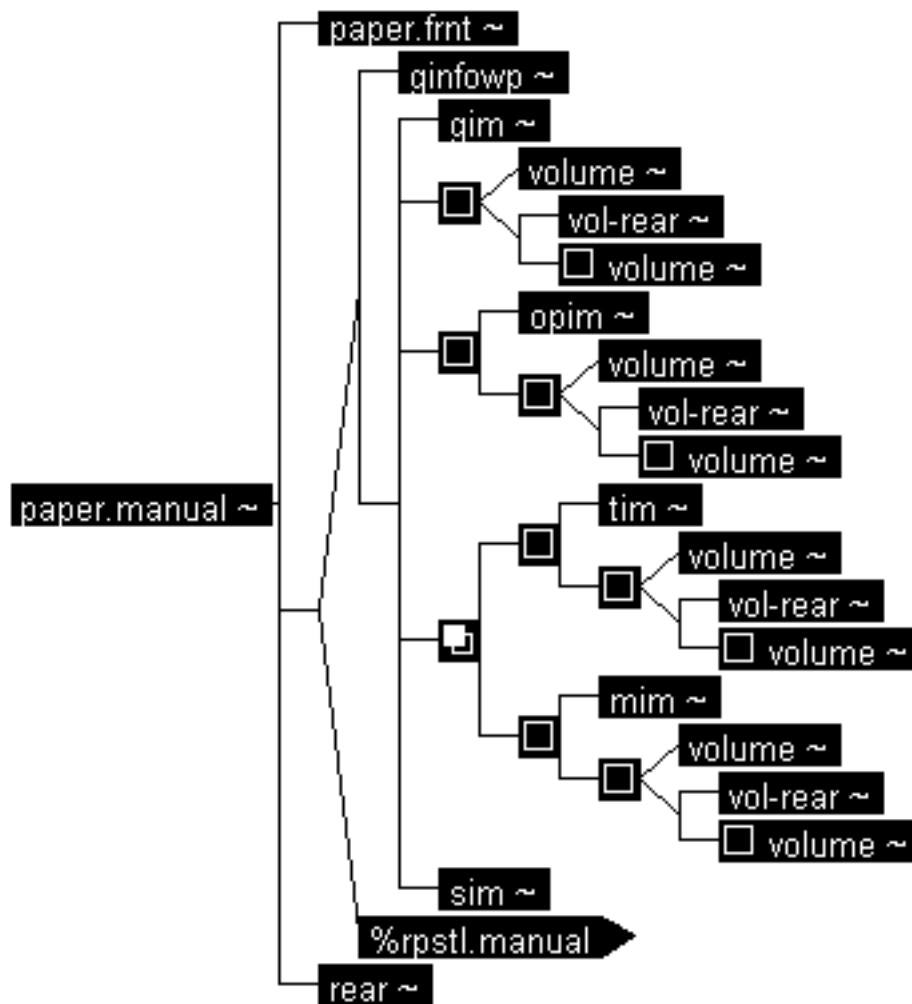 paper.frnt ~
ginfowp ~
gim ~
volume ~
vol-rear ~
volume ~
opim ~
volume ~
vol-rear ~
volume ~
paper.manual ~
tim ~
volume ~
vol-rear ~
volume ~
mim ~
volume ~
vol-rear ~
volume ~
sim ~
%rpstl.manual
rear ~